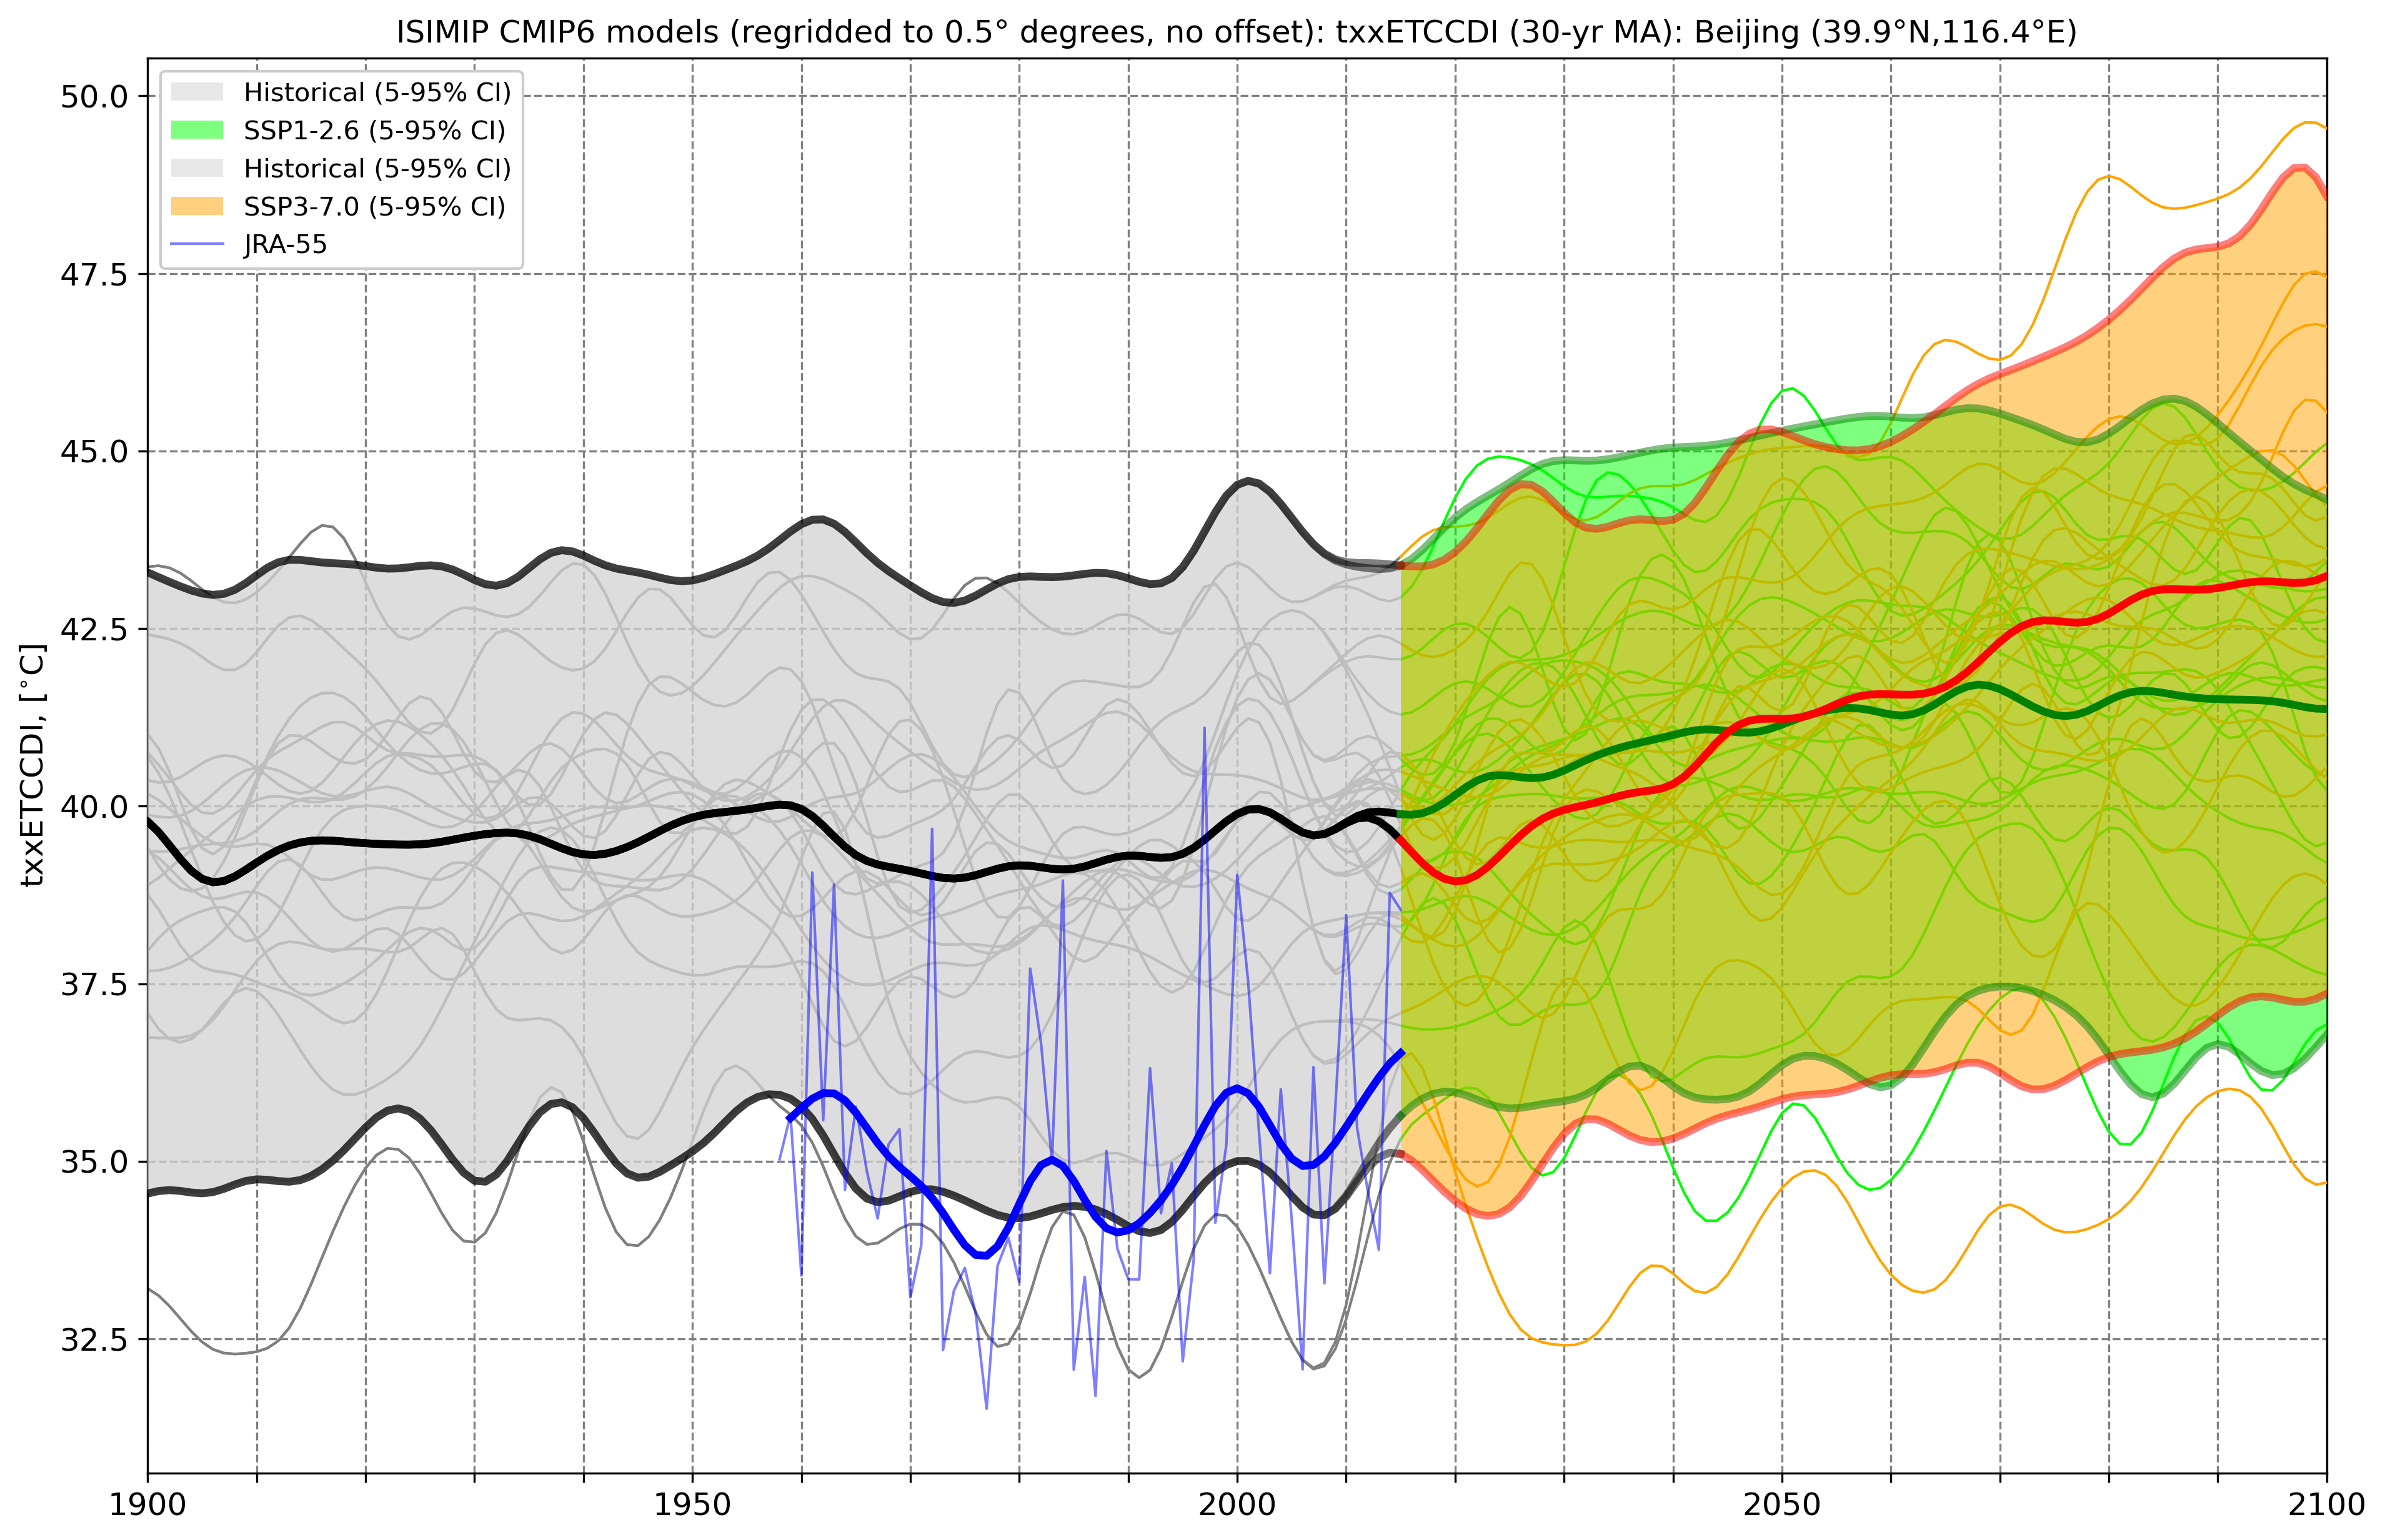 ISIMIP CMIP6 models (regridded to 0.5° degrees, no offset): txxETCCDI (30-yr MA): Beijing (39.9°N,116.4°E)
Historical (5-95% CI)
SSP1-2.6 (5-95% CI)
Historical (5-95% CI)
SSP3-7.0 (5-95% CI)
JRA-55
txxETCCDI, [°C]
50.0
47.5
45.0
42.5
40.0
37.5
35.0
32.5
1900
1950
2000
2050
2100